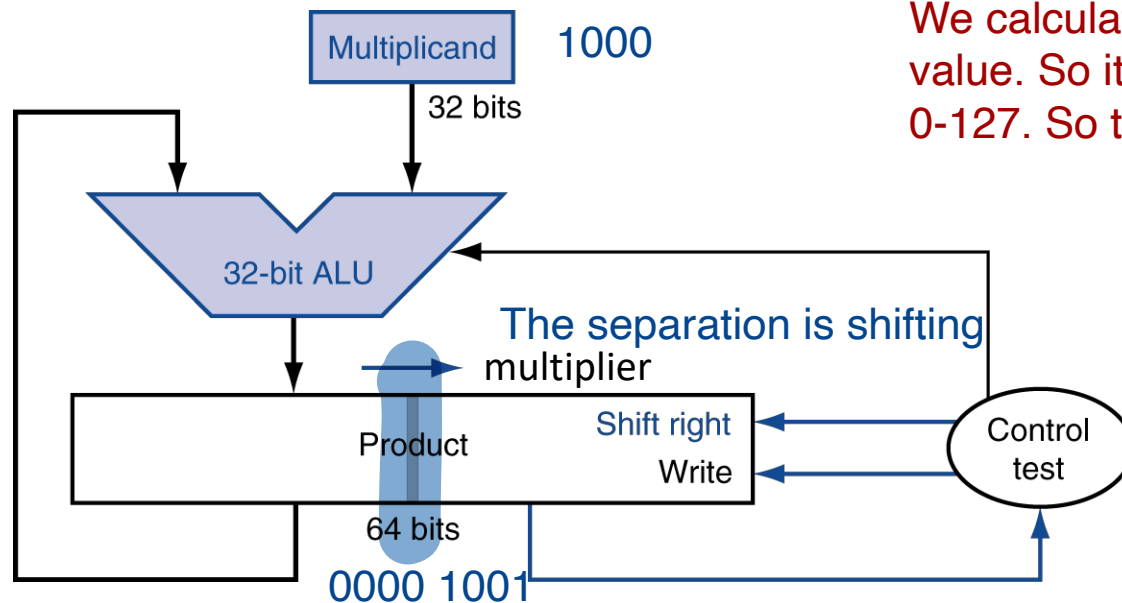 We calcula
Multiplicand
1000
value. So it
32 bits
0-127. So t
32-bit ALU
The separation is shifting
multiplier
Product
Shift right
Write
Control
test
64 bits
0000 1001